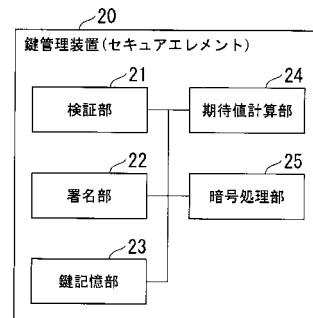 20
鍵管理装置(セキュアエレメント)
21
検証部
24
期待値計算部
22
署名部
25
暗号処理部
23
鍵記憶部